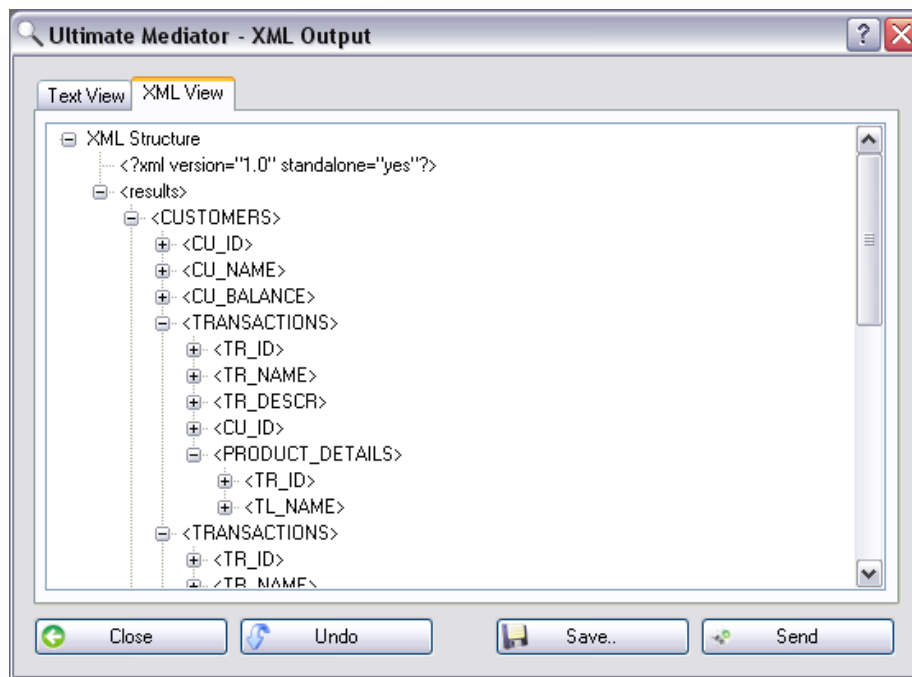 Ultimate Mediator - XML Output
?
Text View XML View
XML Structure
<?xml version="1.0" standalone="yes"?>
<results>
<CUSTOMERS>
<CU_ID>
<CU_NAME>
<CU_BALANCE>
<TRANSACTIONS>
<TR_ID>
<TR_NAME>
<TR_DESCR>
<CU_ID>
<PRODUCT_DETAILS>
<TR_ID>
<TL_NAME>
<TRANSACTIONS>
<TR_ID>
<TR_NAME>
Close Undo Save.. Send